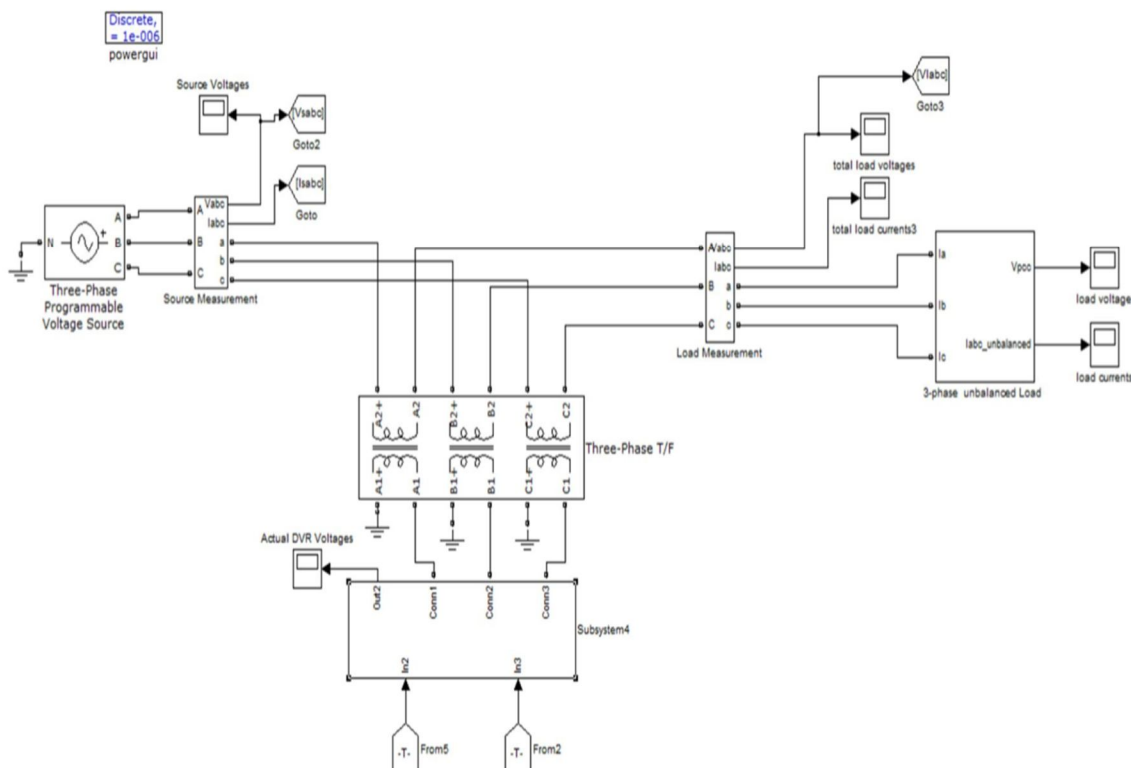 Discrete,
= 1e-006
powergui
Source Voltages
[Vsabc]
Goto2
[Isabc]
Goto
N
A
B
C
+
Three-Phase
Programmable
Voltage Source
A
B
C
Vabc
Iabc
a
b
c
Source Measurement
[Vlabc]
Goto3
total load voltages
total load currents3
A
B
C
Vabc
Iabc
a
b
c
Load Measurement
Ia
Ib
Ic
Vpcc
Iabc_unbalanced
3-phase unbalanced Load
load voltage
load currents
A2+
A2
B2+
B2
C2+
C2
A1+
A1
B1+
B1
C1+
C1
Three-Phase T/F
Actual DVR Voltages
Out2
Conn1
Conn2
Conn3
In2
In3
Subsystem4
-T-
From5
-T-
From2